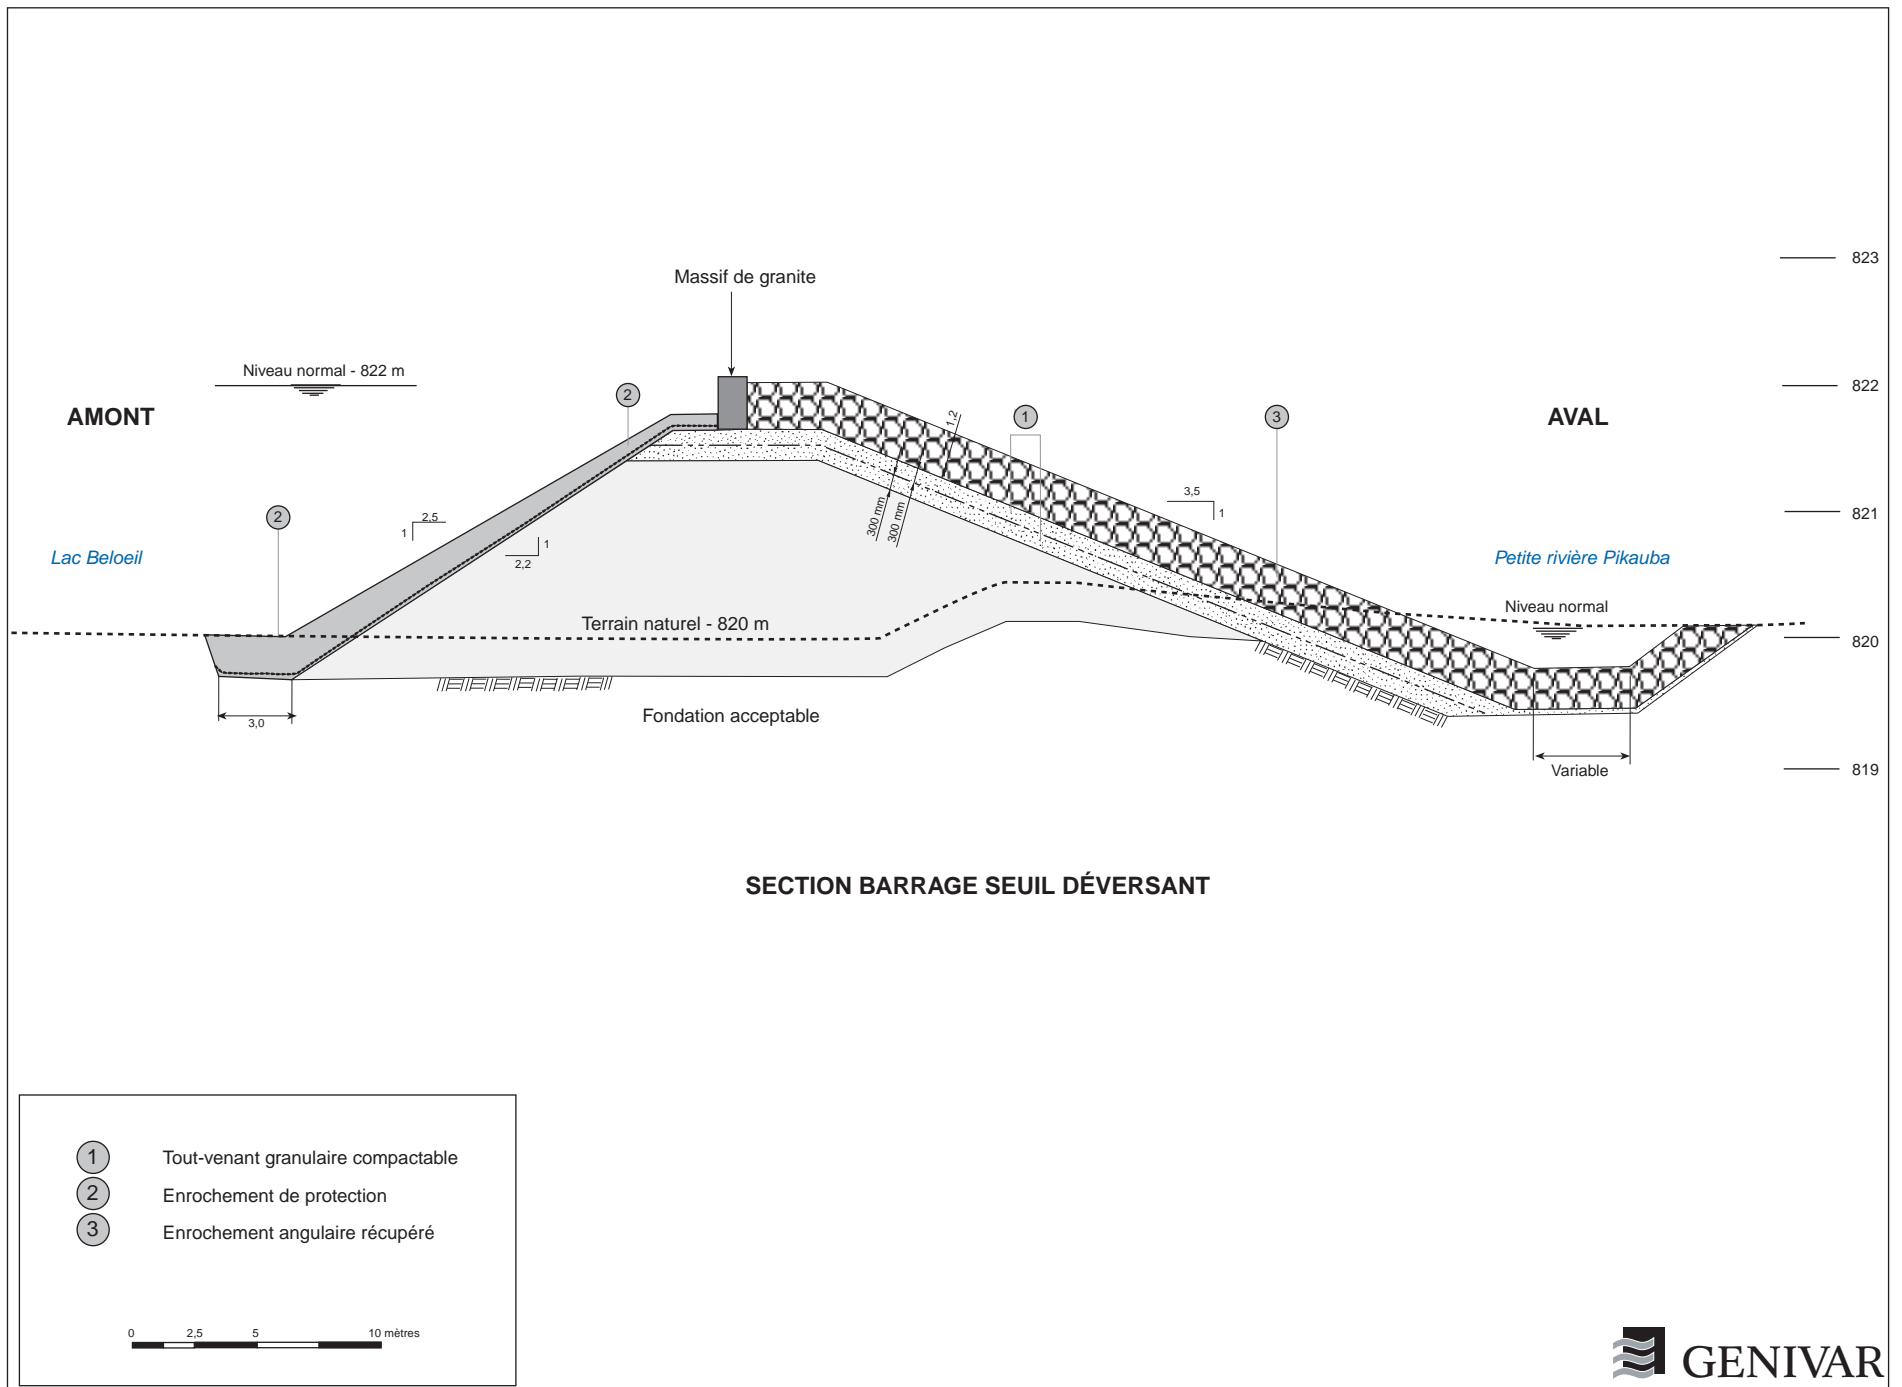 823
Massif de granite
Niveau normal - 822 m
822
2
AMONT
1,2
1
3
AVAL
3,5
1
821
2
2,5
1
300 mm
300 mm
1
2,2
Lac Beloeil
Petite rivière Pikauba
Niveau normal
Terrain naturel - 820 m
820
3,0
Fondation acceptable
Variable
819
SECTION BARRAGE SEUIL DÉVERSANT
1 Tout-venant granulaire compactable
2 Enrochement de protection
3 Enrochement angulaire récupéré
0 2,5 5 10 mètres
GENIVAR